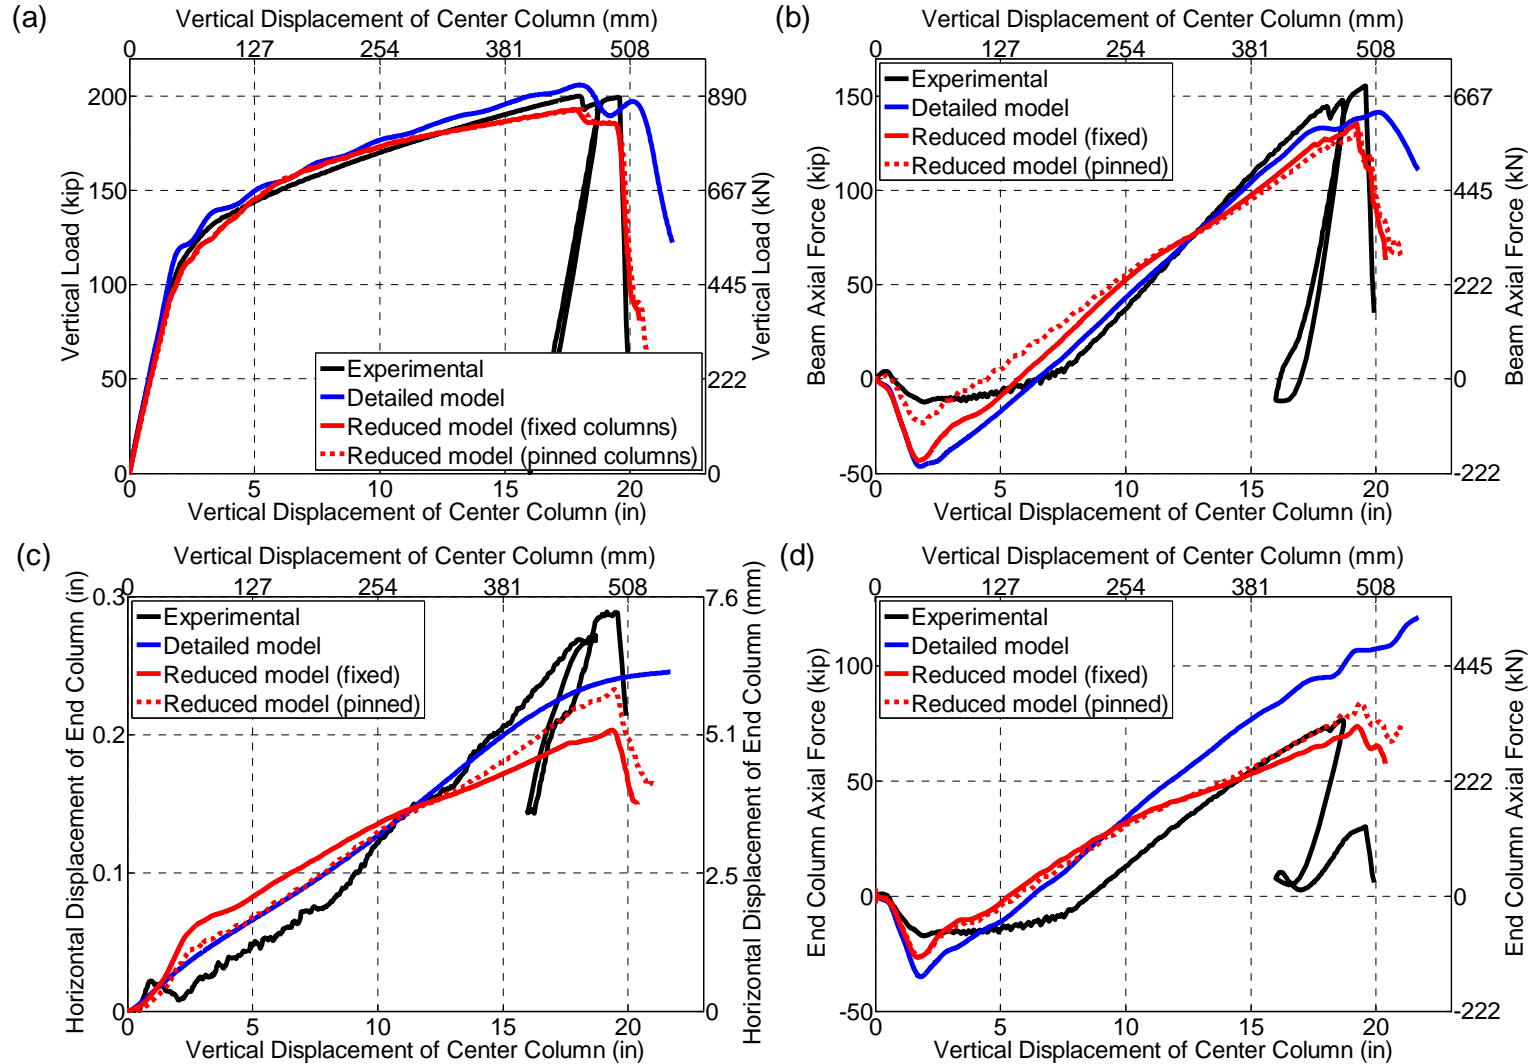 (a)
Vertical Displacement of Center Column (mm)
0 127 254 381 508
200
150
100
50
0
Vertical Load (kip)
890
667
445
222
0
Vertical Load (kN)
Experimental
Detailed model
Reduced model (fixed columns)
Reduced model (pinned columns)
0 5 10 15 20
Vertical Displacement of Center Column (in)
(b)
Vertical Displacement of Center Column (mm)
0 127 254 381 508
150
100
50
0
-50
Beam Axial Force (kip)
667
445
222
0
-222
Beam Axial Force (kN)
Experimental
Detailed model
Reduced model (fixed)
Reduced model (pinned)
0 5 10 15 20
Vertical Displacement of Center Column (in)
(c)
Vertical Displacement of Center Column (mm)
0 127 254 381 508
0.3
0.2
0.1
0
Horizontal Displacement of End Column (in)
7.6
5.1
2.5
0
Horizontal Displacement of End Column (mm)
Experimental
Detailed model
Reduced model (fixed)
Reduced model (pinned)
0 5 10 15 20
Vertical Displacement of Center Column (in)
(d)
Vertical Displacement of Center Column (mm)
0 127 254 381 508
100
50
0
-50
End Column Axial Force (kip)
445
222
0
-222
End Column Axial Force (kN)
Experimental
Detailed model
Reduced model (fixed)
Reduced model (pinned)
0 5 10 15 20
Vertical Displacement of Center Column (in)